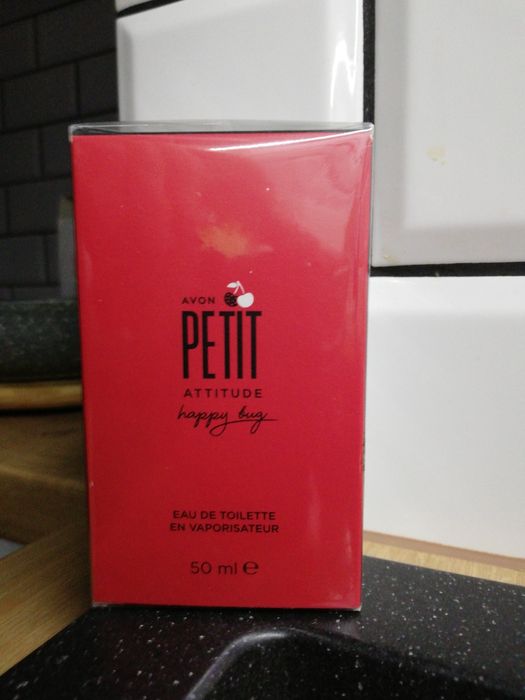 AVON
PETIT
ATTITUDE
happy bug
EAU DE TOILETTE
EN VAPORISATEUR
50 ml ℮